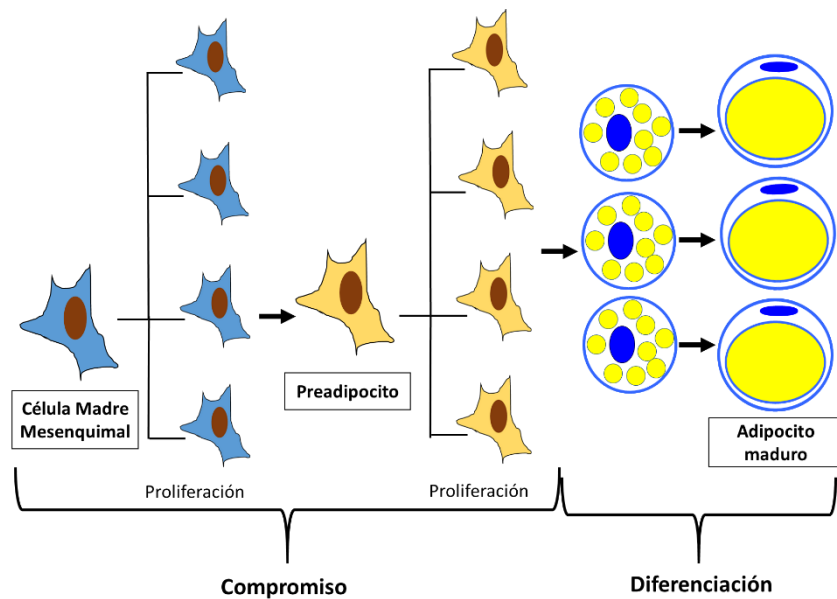 Célula Madre
Mesenquimal
Preadipocito
Adipocito
maduro
Proliferación
Proliferación
Compromiso
Diferenciación